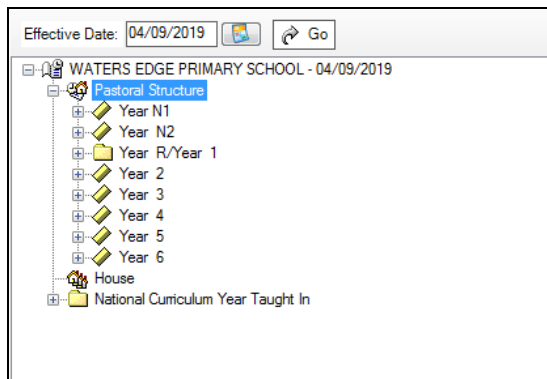 Effective Date: 04/09/2019 Go
WATERS EDGE PRIMARY SCHOOL - 04/09/2019
Pastoral Structure
Year N1
Year N2
Year R/Year 1
Year 2
Year 3
Year 4
Year 5
Year 6
House
National Curriculum Year Taught In